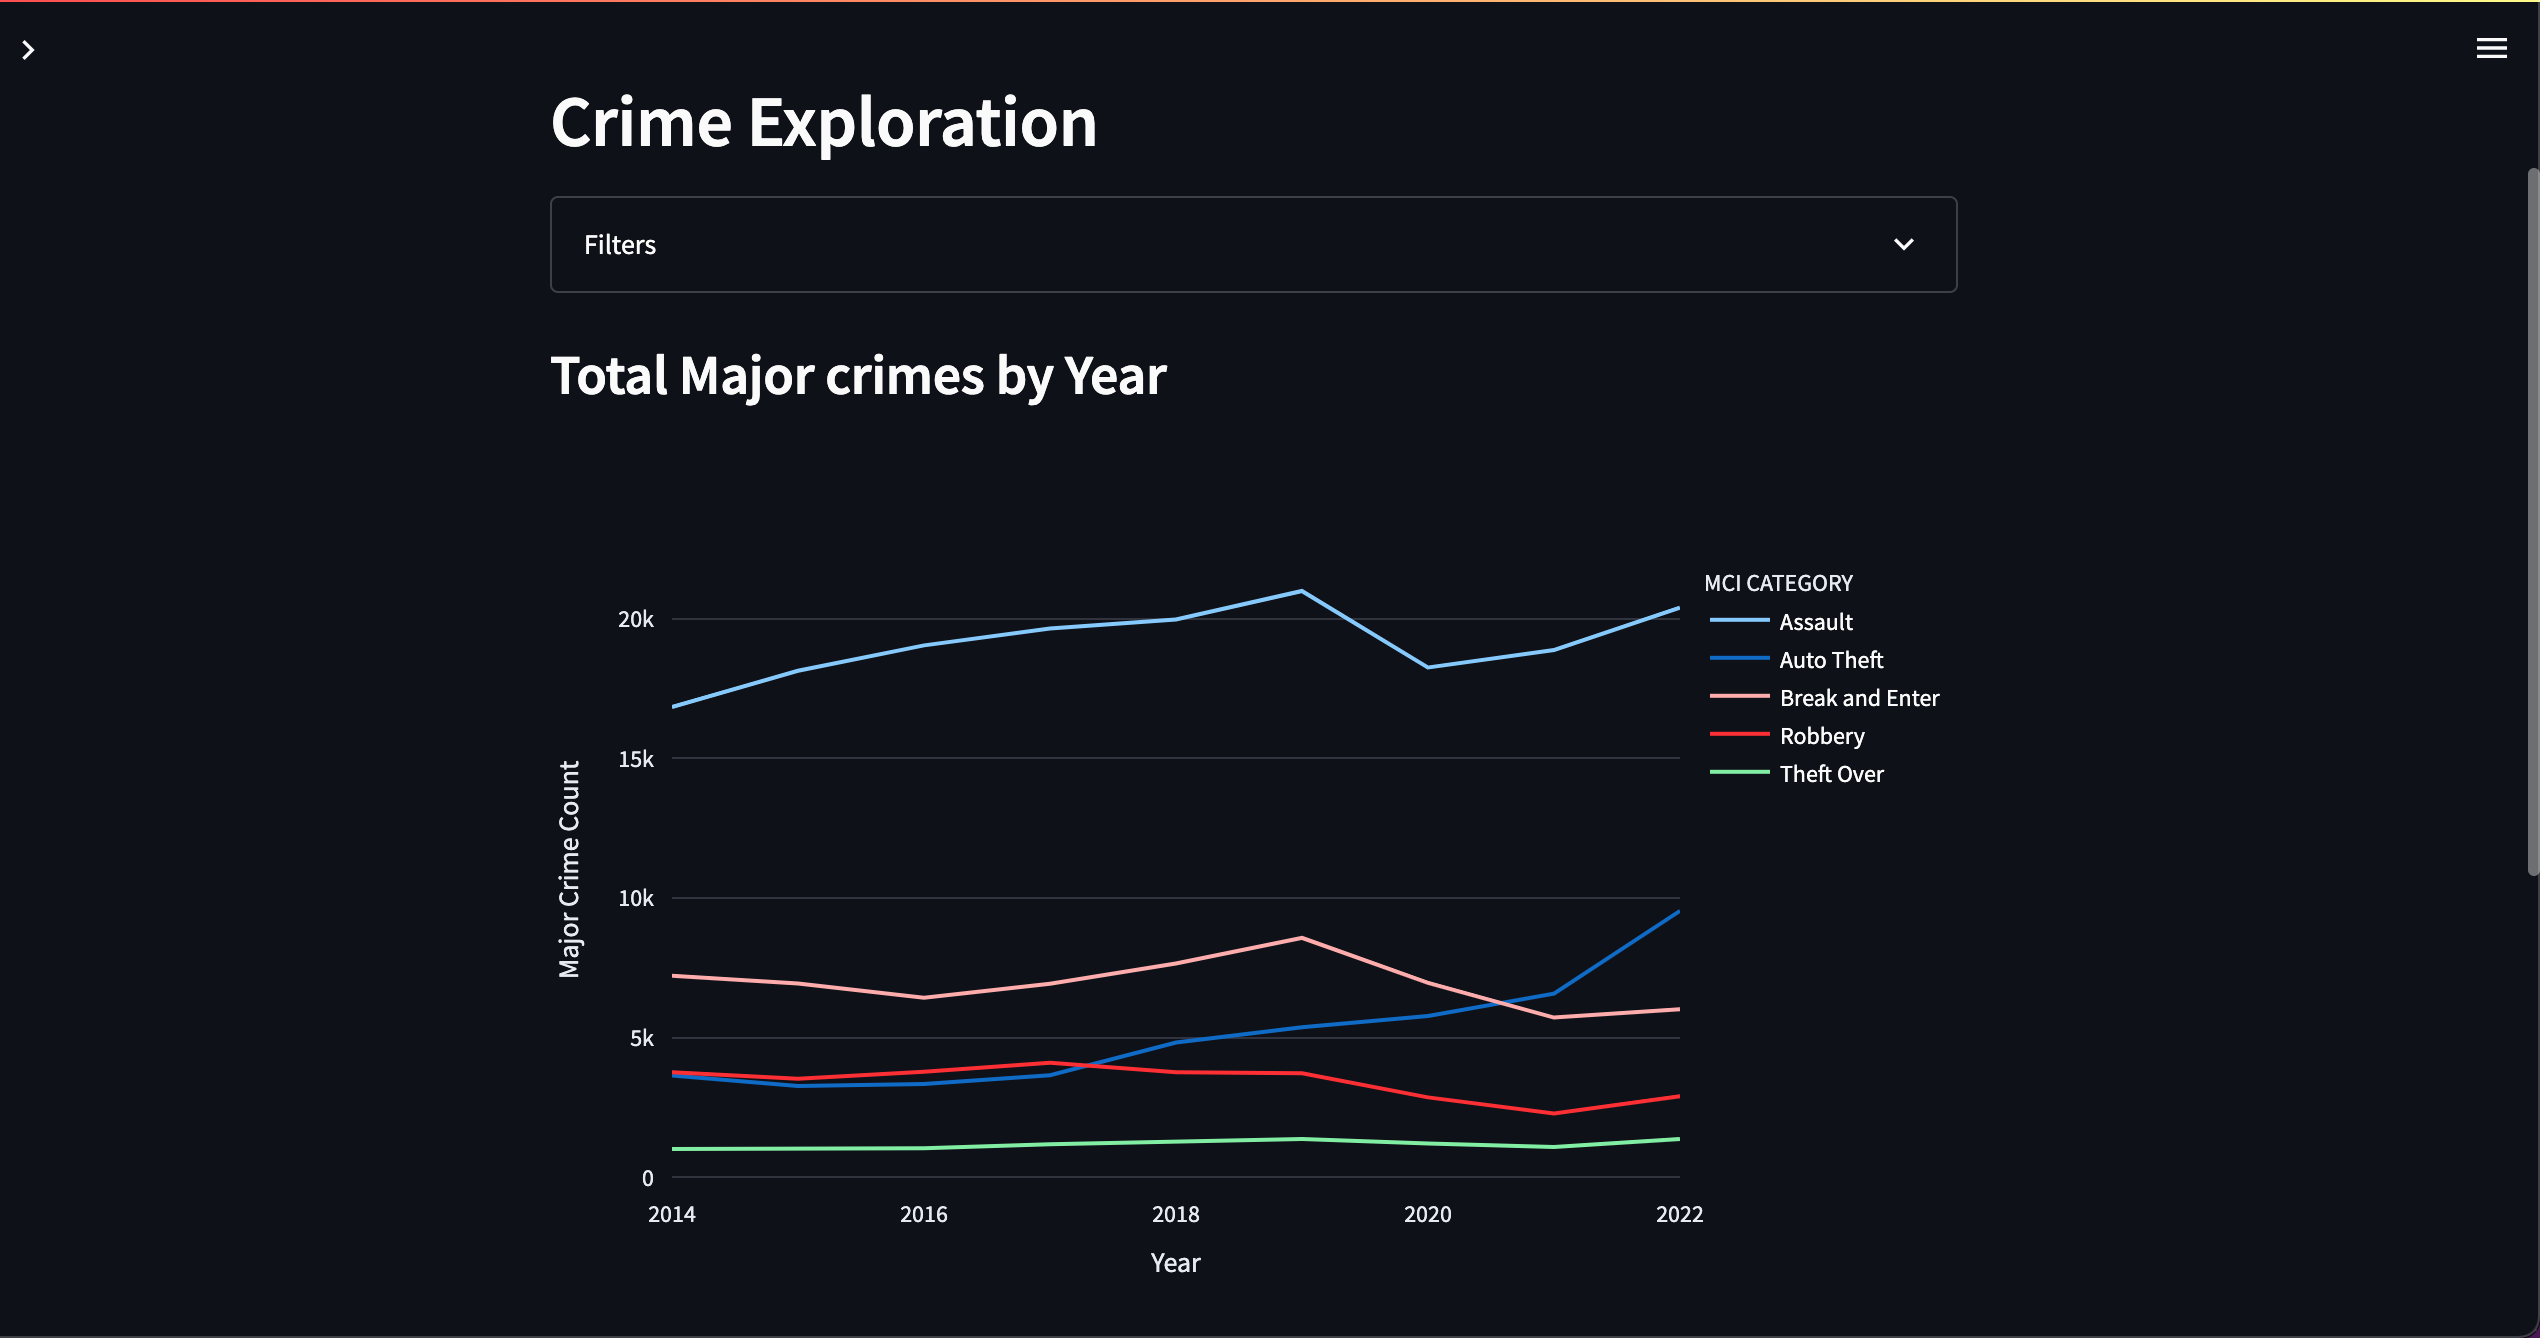 Crime Exploration
Filters
Total Major crimes by Year
MCI CATEGORY
Assault
Auto Theft
Break and Enter
Robbery
Theft Over
20k
15k
10k
5k
0
Major Crime Count
2014 2016 2018 2020 2022
Year